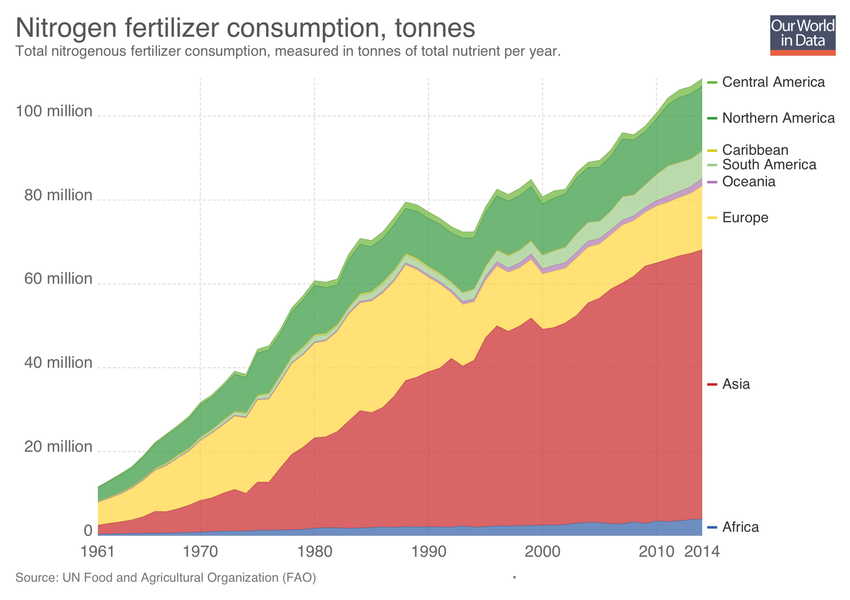 Nitrogen fertilizer consumption, tonnes
Total nitrogenous fertilizer consumption, measured in tonnes of total nutrient per year.
Our World
in Data
100 million
80 million
60 million
40 million
20 million
0
1961
1970
1980
1990
2000
2010
2014
Central America
Northern America
Caribbean
South America
Oceania
Europe
Asia
Africa
Source: UN Food and Agricultural Organization (FAO)